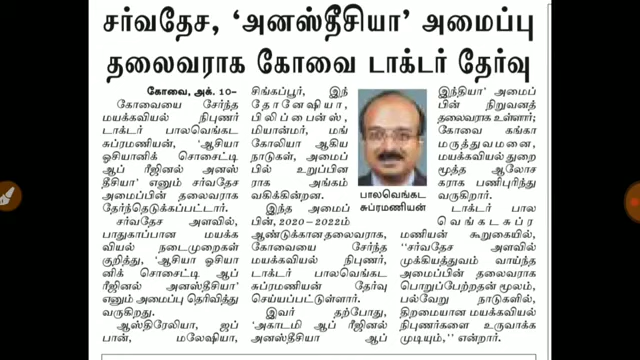 சர்வதேச, ‘அனஸ்தீசியா’ அமைப்பு
தலைவராக கோவை டாக்டர் தேர்வு
கோவை, அக். 10–
கோவையை சேர்ந்த
மயக்கவியல் நிபுணர்
டாக்டர் பாலவெங்கட
சுப்ரமணியன், ‘ஆசியா
ஓசியானிக் சொசைட்டி
ஆப் ரீஜினல் அனஸ்
தீசியா’ எனும் சர்வதேச
அமைப்பின் தலைவராக
தேர்ந்தெடுக்கப்பட்டார்.
சர்வதேச அளவில்,
பாதுகாப்பான மயக்க
வியல் நடைமுறைகள்
குறித்து, ‘ஆசியா ஓசியா
னிக் சொசைட்டி ஆப்
ரீஜினல் அனஸ்தீசியா’
எனும் அமைப்பு தெரிவித்து
வருகிறது.
ஆஸ்திரேலியா, ஜப்
பான், மலேஷியா,
சிங்கப்பூர், இந்
தோனேஷியா,
பிலிப்பைன்ஸ்,
மியான்மர், மங்
கோலியா ஆகிய
நாடுகள், அமைப்
பில் உறுப்பின
ராக அங்கம்
வகிக்கின்றன.
இந்த அமைப்
பின், 2020–2022ம்
ஆண்டுக்கான தலைவராக,
கோவையை சேர்ந்த
மயக்கவியல் நிபுணர்,
டாக்டர் பாலவெங்கட
சுப்ரமணியன் தேர்வு
செய்யப்பட்டுள்ளார்.
இவர் தற்போது,
‘அகாடமி ஆப் ரீஜினல்
அனஸ்தீசியா ஆப்
பாலவெங்கட
சுப்ரமணியன்
இந்தியா’ அமைப்
பின் நிறுவனத்
தலைவராக உள்ளார்;
கோவை கங்கா
மருத்துவமனை,
மயக்கவியல் துறை
மூத்த ஆலோச
கராக பணிபுரிந்து
வருகிறார்.
டாக்டர் பால
வெங்கடசுப்ர
மணியன் கூறுகையில்,
‘‘சர்வதேச அளவில்
முக்கியத்துவம் வாய்ந்த
அமைப்பின் தலைவராக
பொறுப்பேற்றதன் மூலம்,
பல்வேறு நாடுகளில்,
திறமையான மயக்கவியல்
நிபுணர்களை உருவாக்க
முடியும்,’’ என்றார்.